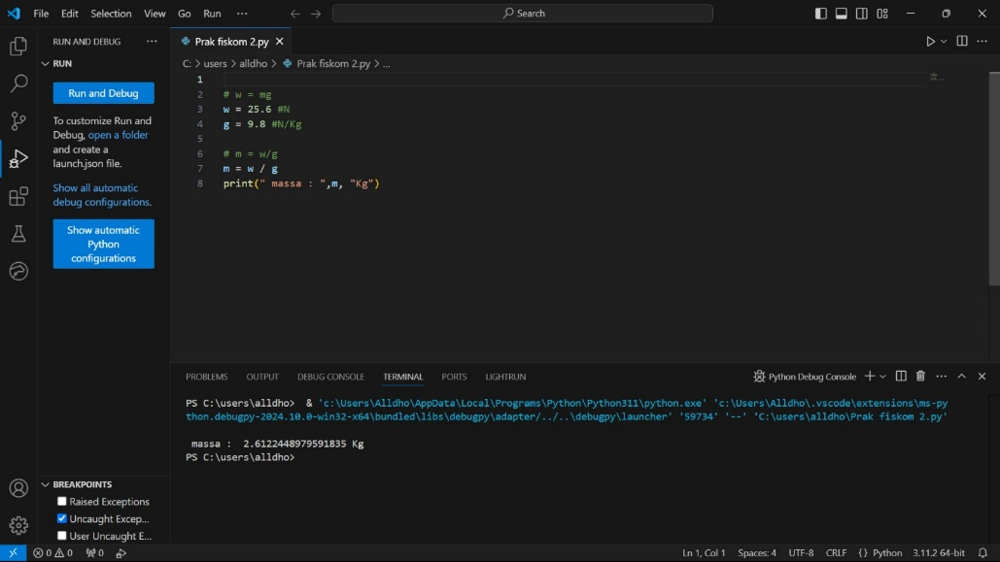 File Edit Selection View Go Run ··· Search
RUN AND DEBUG ···
RUN
Run and Debug
To customize Run and
Debug, open a folder
and create a
launch.json file.
Show all automatic
debug configurations.
Show automatic
Python
configurations
BREAKPOINTS
Raised Exceptions
Uncaught Excep...
User Uncaught E...
Prak fiskom 2.py
C: > users > alldho > Prak fiskom 2.py > ...
1
2 # w = mg
3 w = 25.6 #N
4 g = 9.8 #N/Kg
5
6 # m = w/g
7 m = w / g
8 print(" massa : ",m, "Kg")
PROBLEMS OUTPUT DEBUG CONSOLE TERMINAL PORTS LIGHTRUN Python Debug Console
PS C:\users\alldho>  & 'c:\Users\Alldho\AppData\Local\Programs\Python\Python311\python.exe' 'c:\Users\Alldho\.vscode\extensions\ms-py
thon.debugpy-2024.10.0-win32-x64\bundled\libs\debugpy\adapter/../..\debugpy\launcher' '59734' '--' 'C:\users\alldho\Prak fiskom 2.py'
massa :  2.6122448979591835 Kg
PS C:\users\alldho>
0 0 0 Ln 1, Col 1 Spaces: 4 UTF-8 CRLF {} Python 3.11.2 64-bit